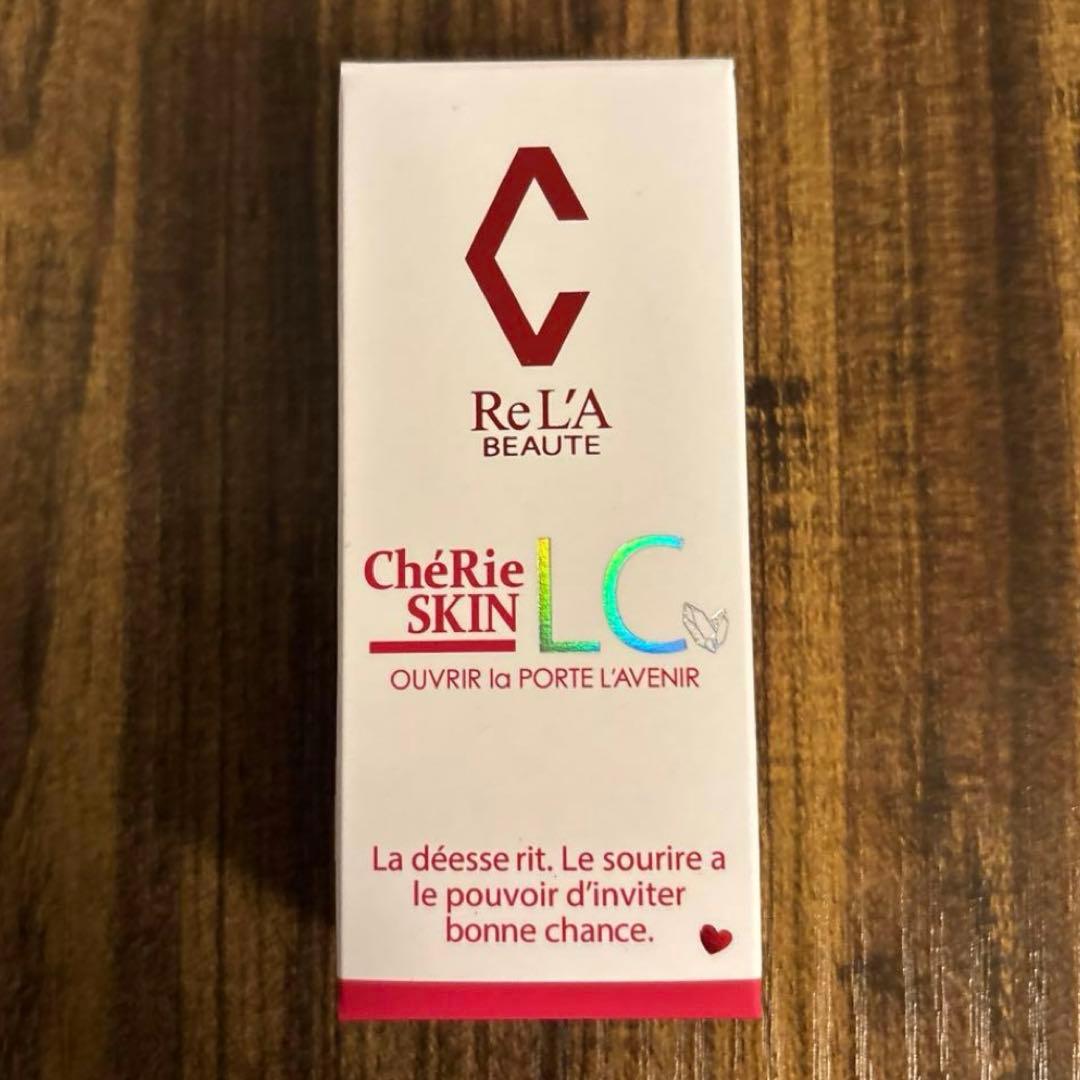 C
ReL'A
BEAUTE
ChéRie
SKIN
LC
OUVRIR la PORTE L'AVENIR
La déesse rit. Le sourire a
le pouvoir d'inviter
bonne chance.